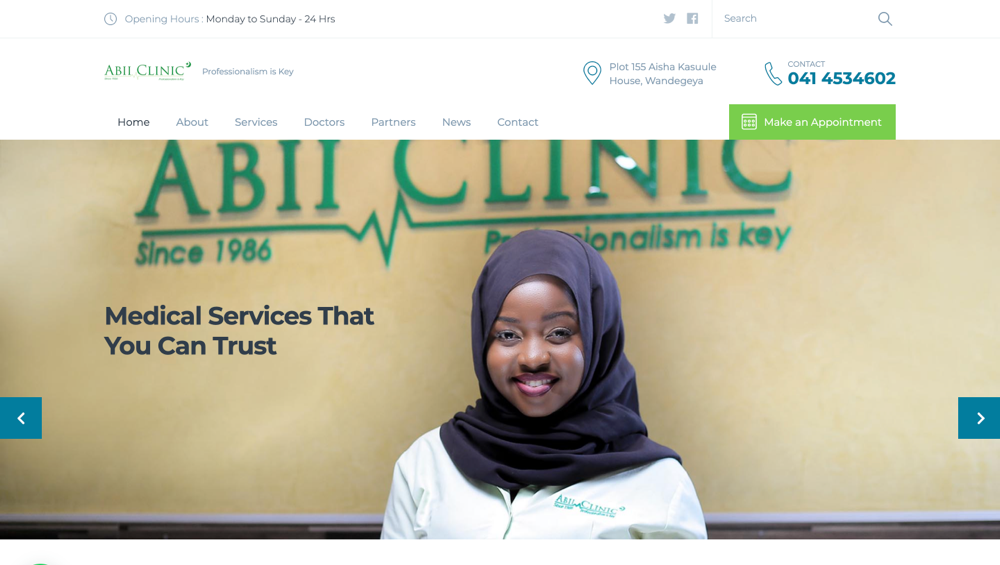 Opening Hours : Monday to Sunday - 24 Hrs
Search
ABII CLINIC
Professionalism is Key
Plot 155 Aisha Kasuule
House, Wandegeya
CONTACT
041 4534602
Home
About
Services
Doctors
Partners
News
Contact
Make an Appointment
ABII CLINIC
Since 1986
Professionalism is key
Medical Services That
You Can Trust
ABII CLINIC